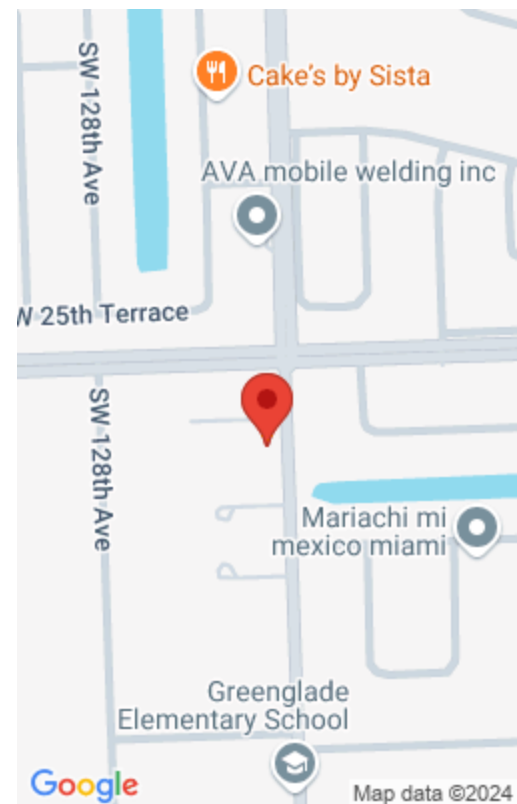 SW 128th Ave
Cake's by Sista
AVA mobile welding inc
W 25th Terrace
SW 128th Ave
Mariachi mi
mexico miami
Greenglade
Elementary School
Google
Map data ©2024